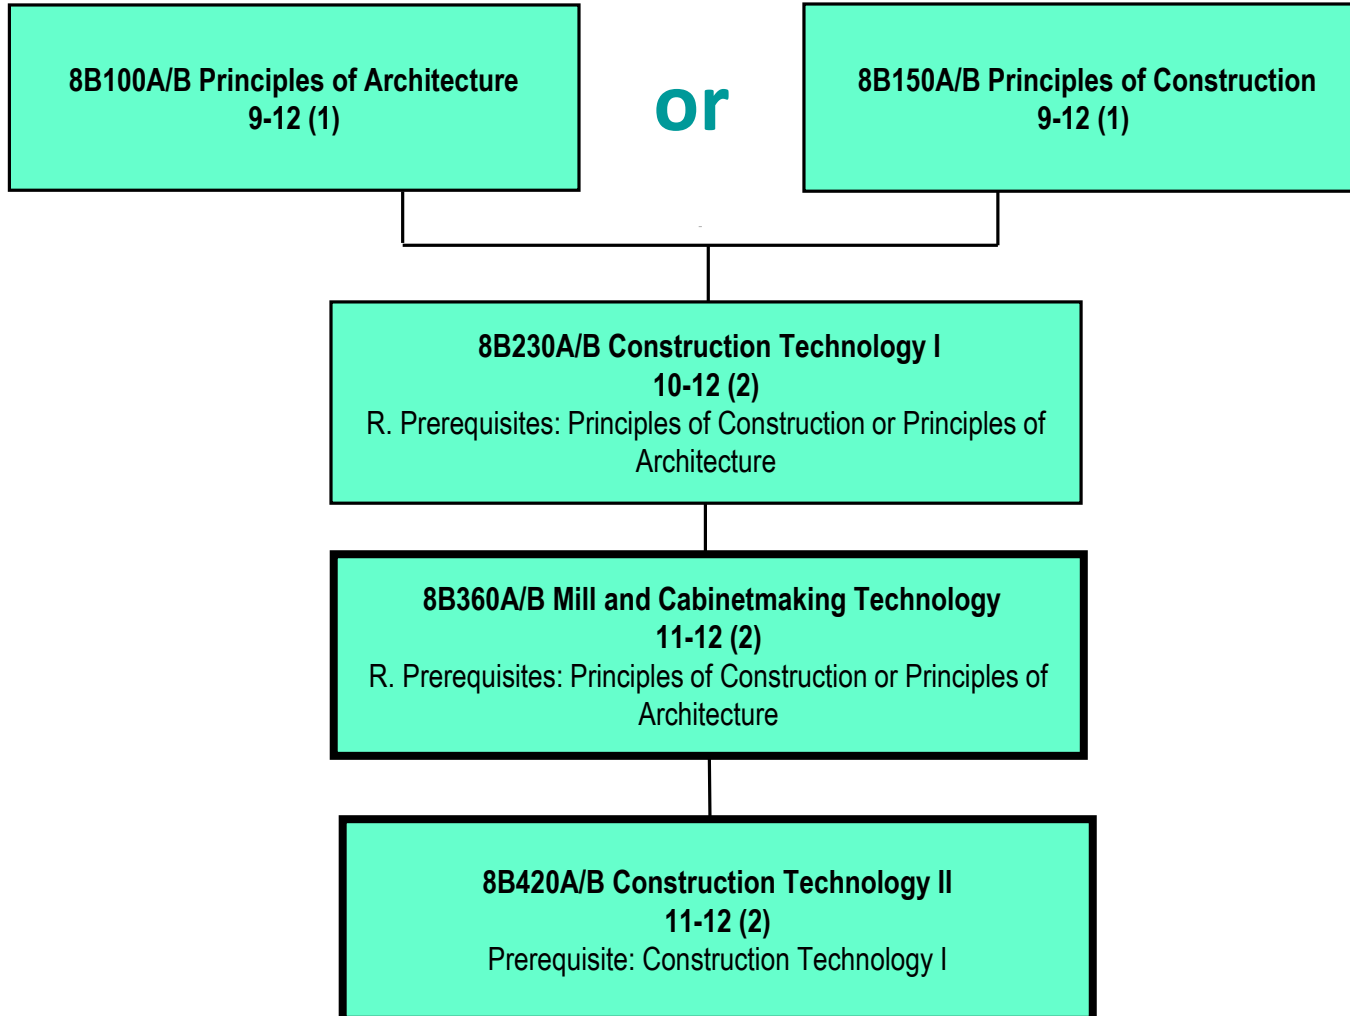 8B100A/B Principles of Architecture
9-12 (1)
or
8B150A/B Principles of Construction
9-12 (1)
8B230A/B Construction Technology I
10-12 (2)
R. Prerequisites: Principles of Construction or Principles of
Architecture
8B360A/B Mill and Cabinetmaking Technology
11-12 (2)
R. Prerequisites: Principles of Construction or Principles of
Architecture
8B420A/B Construction Technology II
11-12 (2)
Prerequisite: Construction Technology I